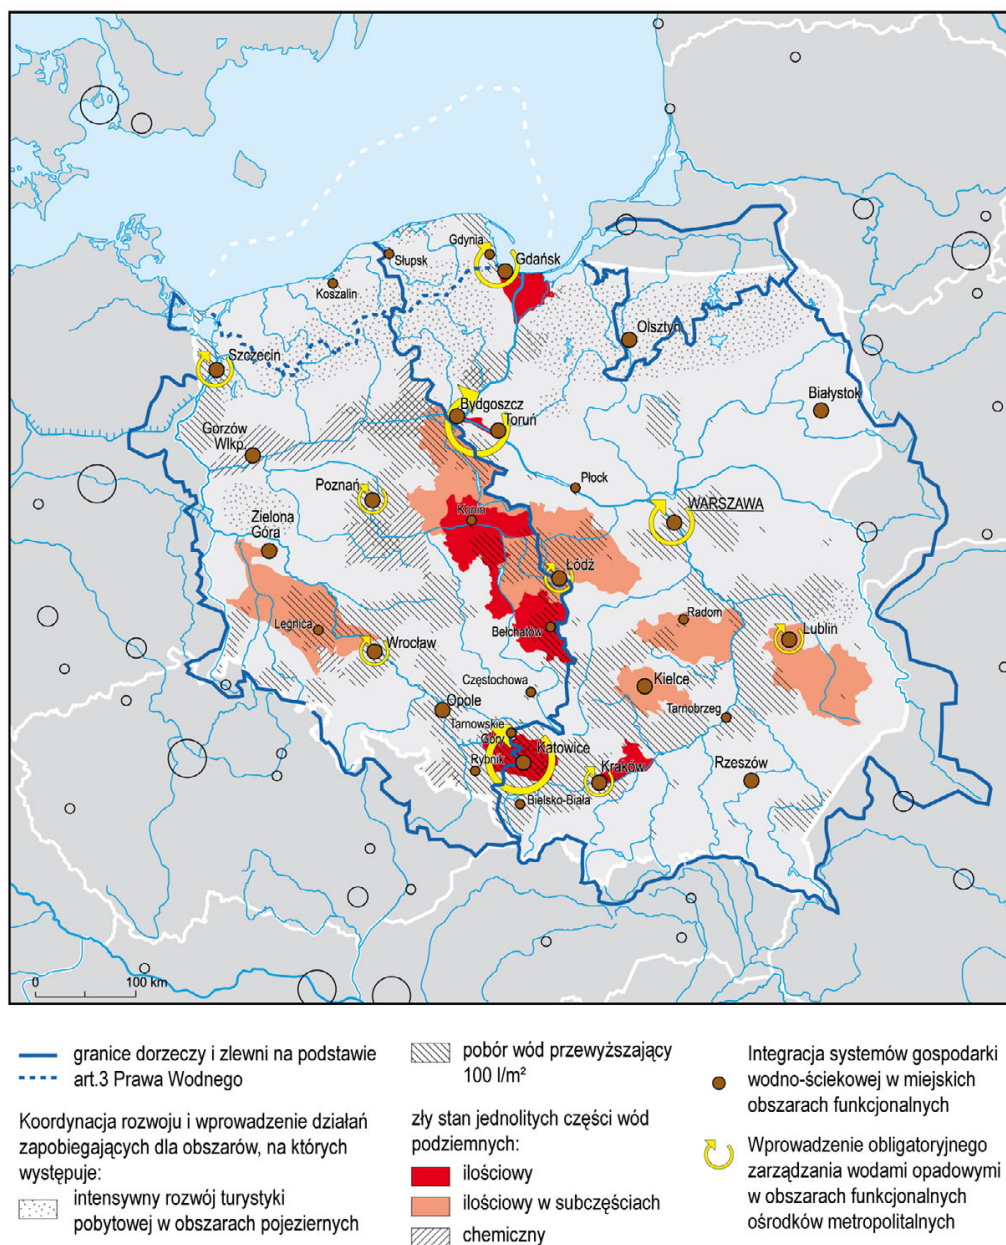 Gdynia
Gdańsk
Słupsk
Koszalin
Olsztyn
Szczecin
Białystok
Bydgoszcz
Toruń
Gorzów
Wlkp.
Płock
Poznań
WARSZAWA
Konin
Zielona
Góra
Łódź
Radom
Lublin
Legnica
Bełchatów
Wrocław
Kielce
Częstochowa
Opole
Tarnobrzeg
Tarnowskie
Góry
Katowice
Rybnik
Kraków
Rzeszów
Bielsko-Biała
0 100 km
granice dorzeczy i zlewni na podstawie
art.3 Prawa Wodnego
Koordynacja rozwoju i wprowadzenie działań
zapobiegających dla obszarów, na których
występuje:
intensywny rozwój turystyki
pobytowej w obszarach pojeziernych
pobór wód przewyższający
100 l/m²
zły stan jednolitych części wód
podziemnych:
ilościowy
ilościowy w subczęściach
chemiczny
Integracja systemów gospodarki
wodno-ściekowej w miejskich
obszarach funkcjonalnych
Wprowadzenie obligatoryjnego
zarządzania wodami opadowymi
w obszarach funkcjonalnych
ośrodków metropolitalnych